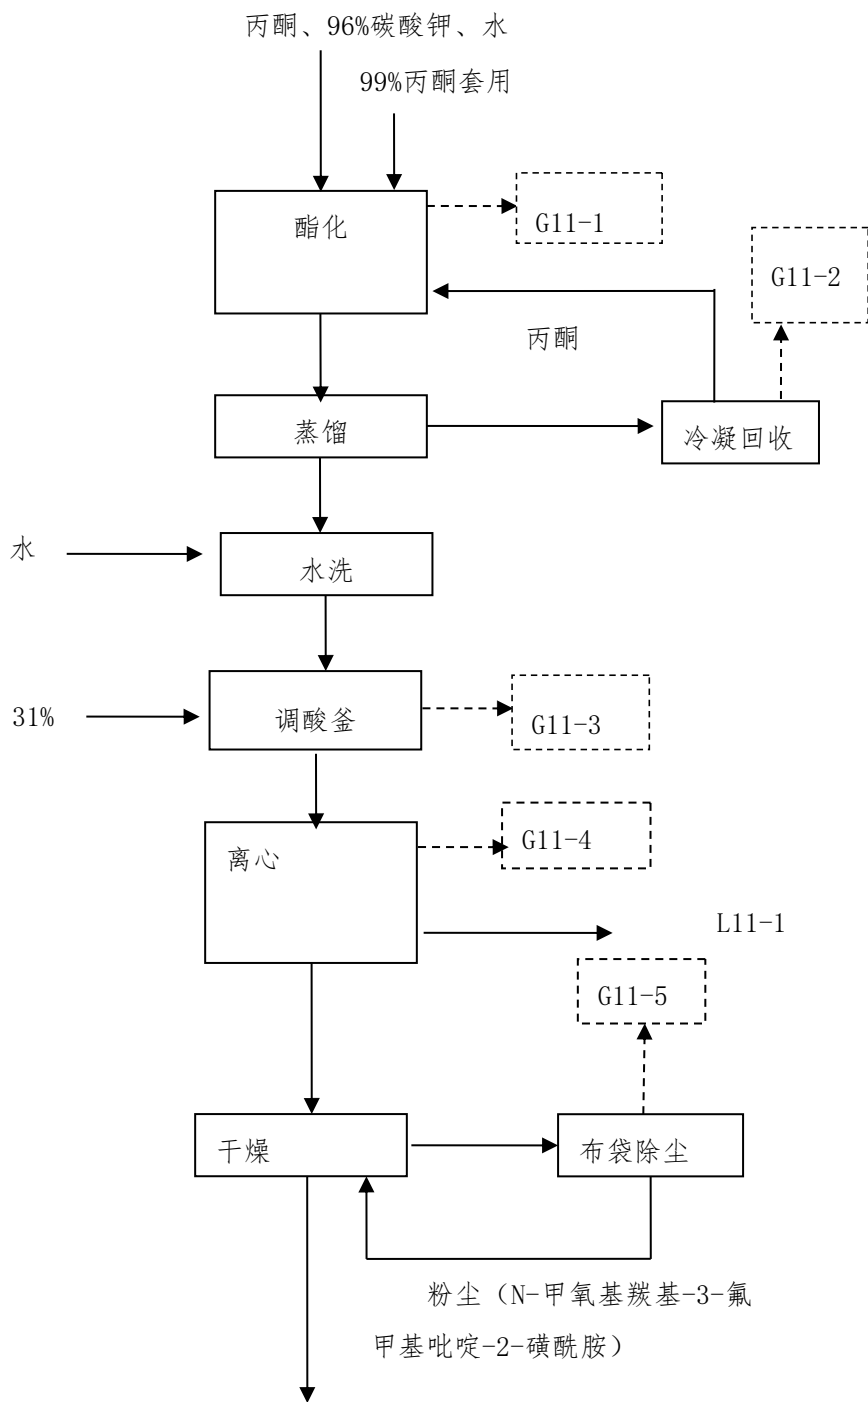 丙酮、96%碳酸钾、水
99%丙酮套用
酯化
G11-1
G11-2
丙酮
蒸馏
冷凝回收
水
水洗
31%
调酸釜
G11-3
离心
G11-4
L11-1
G11-5
干燥
布袋除尘
粉尘（N-甲氧基羰基-3-氟
甲基吡啶-2-磺酰胺）